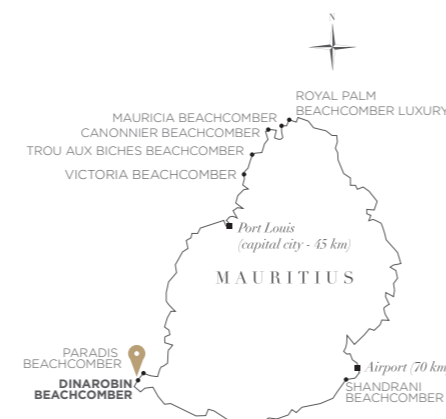 N
ROYAL PALM
BEACHCOMBER LUXURY
MAURICIA BEACHCOMBER
CANONNIER BEACHCOMBER
TROU AUX BICHES BEACHCOMBER
VICTORIA BEACHCOMBER
Port Louis
(capital city - 45 km)
MAURITIUS
PARADIS
BEACHCOMBER
DINAROBIN
BEACHCOMBER
Airport (70 km
SHANDRANI
BEACHCOMBER